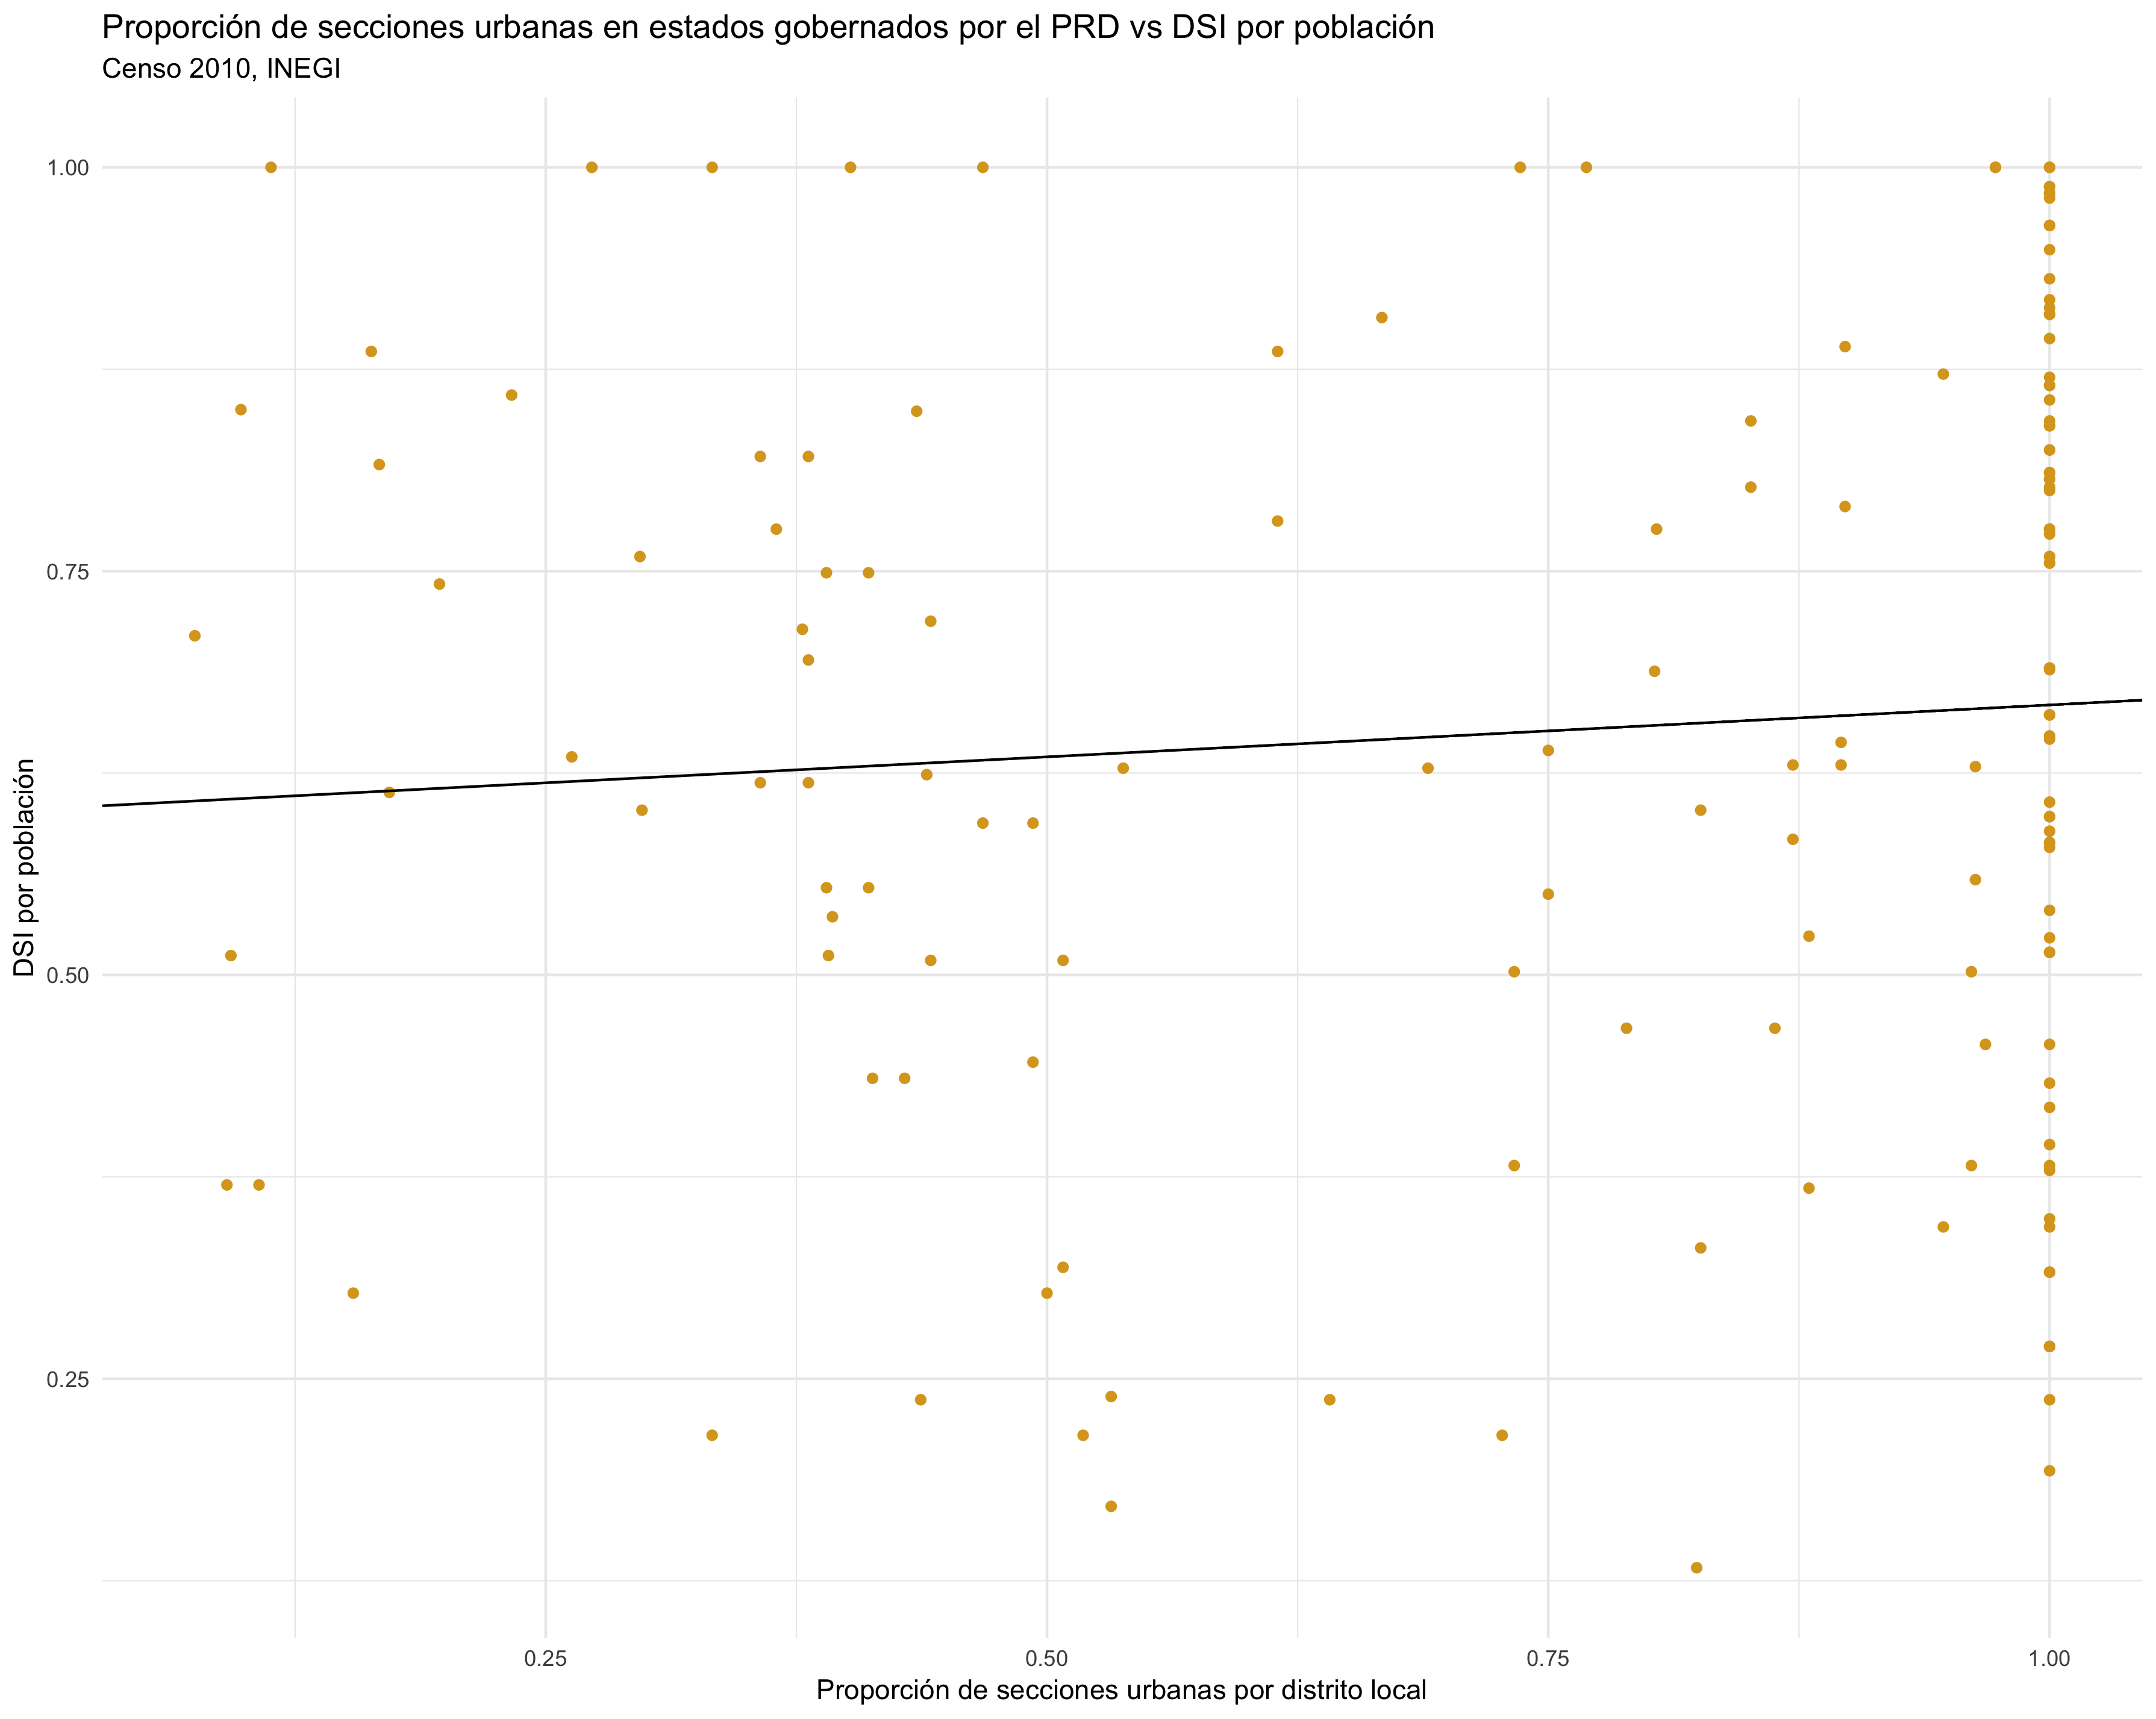 Proporción de secciones urbanas en estados gobernados por el PRD vs DSI por población
Censo 2010, INEGI
DSI por población
1.00
0.75
0.50
0.25
0.25
0.50
0.75
1.00
Proporción de secciones urbanas por distrito local